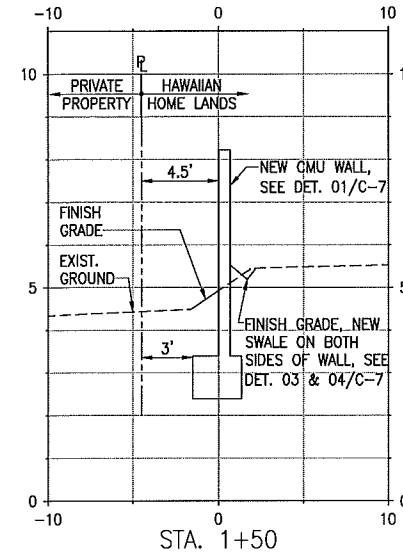 -10
0
10
10
PL
PRIVATE
PROPERTY
HAWAIIAN
HOME LANDS
4.5'
NEW CMU WALL,
SEE DET. 01/C-7
FINISH
GRADE
EXIST.
GROUND
5
3'
FINISH GRADE, NEW
SWALE ON BOTH
SIDES OF WALL, SEE
DET. 03 & 04/C-7
0
0
-10
0
10
STA. 1+50